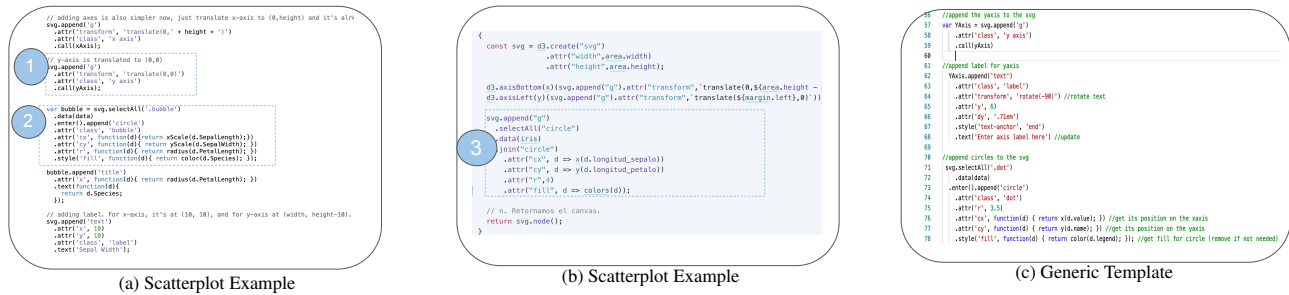 // adding axes is also simpler now, just translate x-axis to (0,height) and it's alre
svg.append('g')
.attr('transform', 'translate(0,' + height + ')')
.attr('class', 'x axis')
.call(xAxis);
1
// y-axis is translated to (0,0)
svg.append('g')
.attr('transform', 'translate(0,0)')
.attr('class', 'y axis')
.call(yAxis);
2
var bubble = svg.selectAll('.bubble')
.data(data)
.enter().append('circle')
.attr('class', 'bubble')
.attr('cx', function(d){return xScale(d.SepalLength);})
.attr('cy', function(d){ return yScale(d.SepalWidth); })
.attr('r', function(d){ return radius(d.PetalLength); })
.style('fill', function(d){ return color(d.Species); });
bubble.append('title')
.attr('x', function(d){ return radius(d.PetalLength); })
.text(function(d){
return d.Species;
});
// adding label. For x-axis, it's at (10, 10), and for y-axis at (width, height-10).
svg.append('text')
.attr('x', 10)
.attr('y', 10)
.attr('class', 'label')
.text('Sepal Width');
(a) Scatterplot Example
{
const svg = d3.create("svg")
.attr("width",area.width)
.attr("height",area.height);
d3.axisBottom(x)(svg.append("g").attr("transform",`translate(0,${area.height -
d3.axisLeft(y)(svg.append("g").attr("transform",`translate(${margin.left},0)`))
3
svg.append("g")
.selectAll("circle")
.data(iris)
.join("circle")
.attr("cx", d => x(d.longitud_sepalo))
.attr("cy", d => y(d.longitud_petalo))
.attr("r",4)
.attr("fill", d => colors(d));
// n. Retornamos el canvas.
return svg.node();
}
(b) Scatterplot Example
56 //append the yaxis to the svg
57 var YAxis = svg.append('g')
58 .attr('class', 'y axis')
59 .call(yAxis)
60
61 //append label for yaxis
62 YAxis.append('text')
63 .attr('class', 'label')
64 .attr('transform', 'rotate(-90)') //rotate text
65 .attr('y', 6)
66 .attr('dy', '.71em')
67 .style('text-anchor', 'end')
68 .text('Enter axis label here') //update
69
70 //append circles to the svg
71 svg.selectAll('.dot')
72 .data(data)
73 .enter().append('circle')
74 .attr('class', 'dot')
75 .attr('r', 3.5)
76 .attr('cx', function(d) { return x(d.value); }) //get its position on the xaxis
77 .attr('cy', function(d) { return y(d.name); }) //get its position on the yaxis
78 .style('fill', function(d) { return color(d.legend); }); //get fill for circle (remove if not needed)
(c) Generic Template